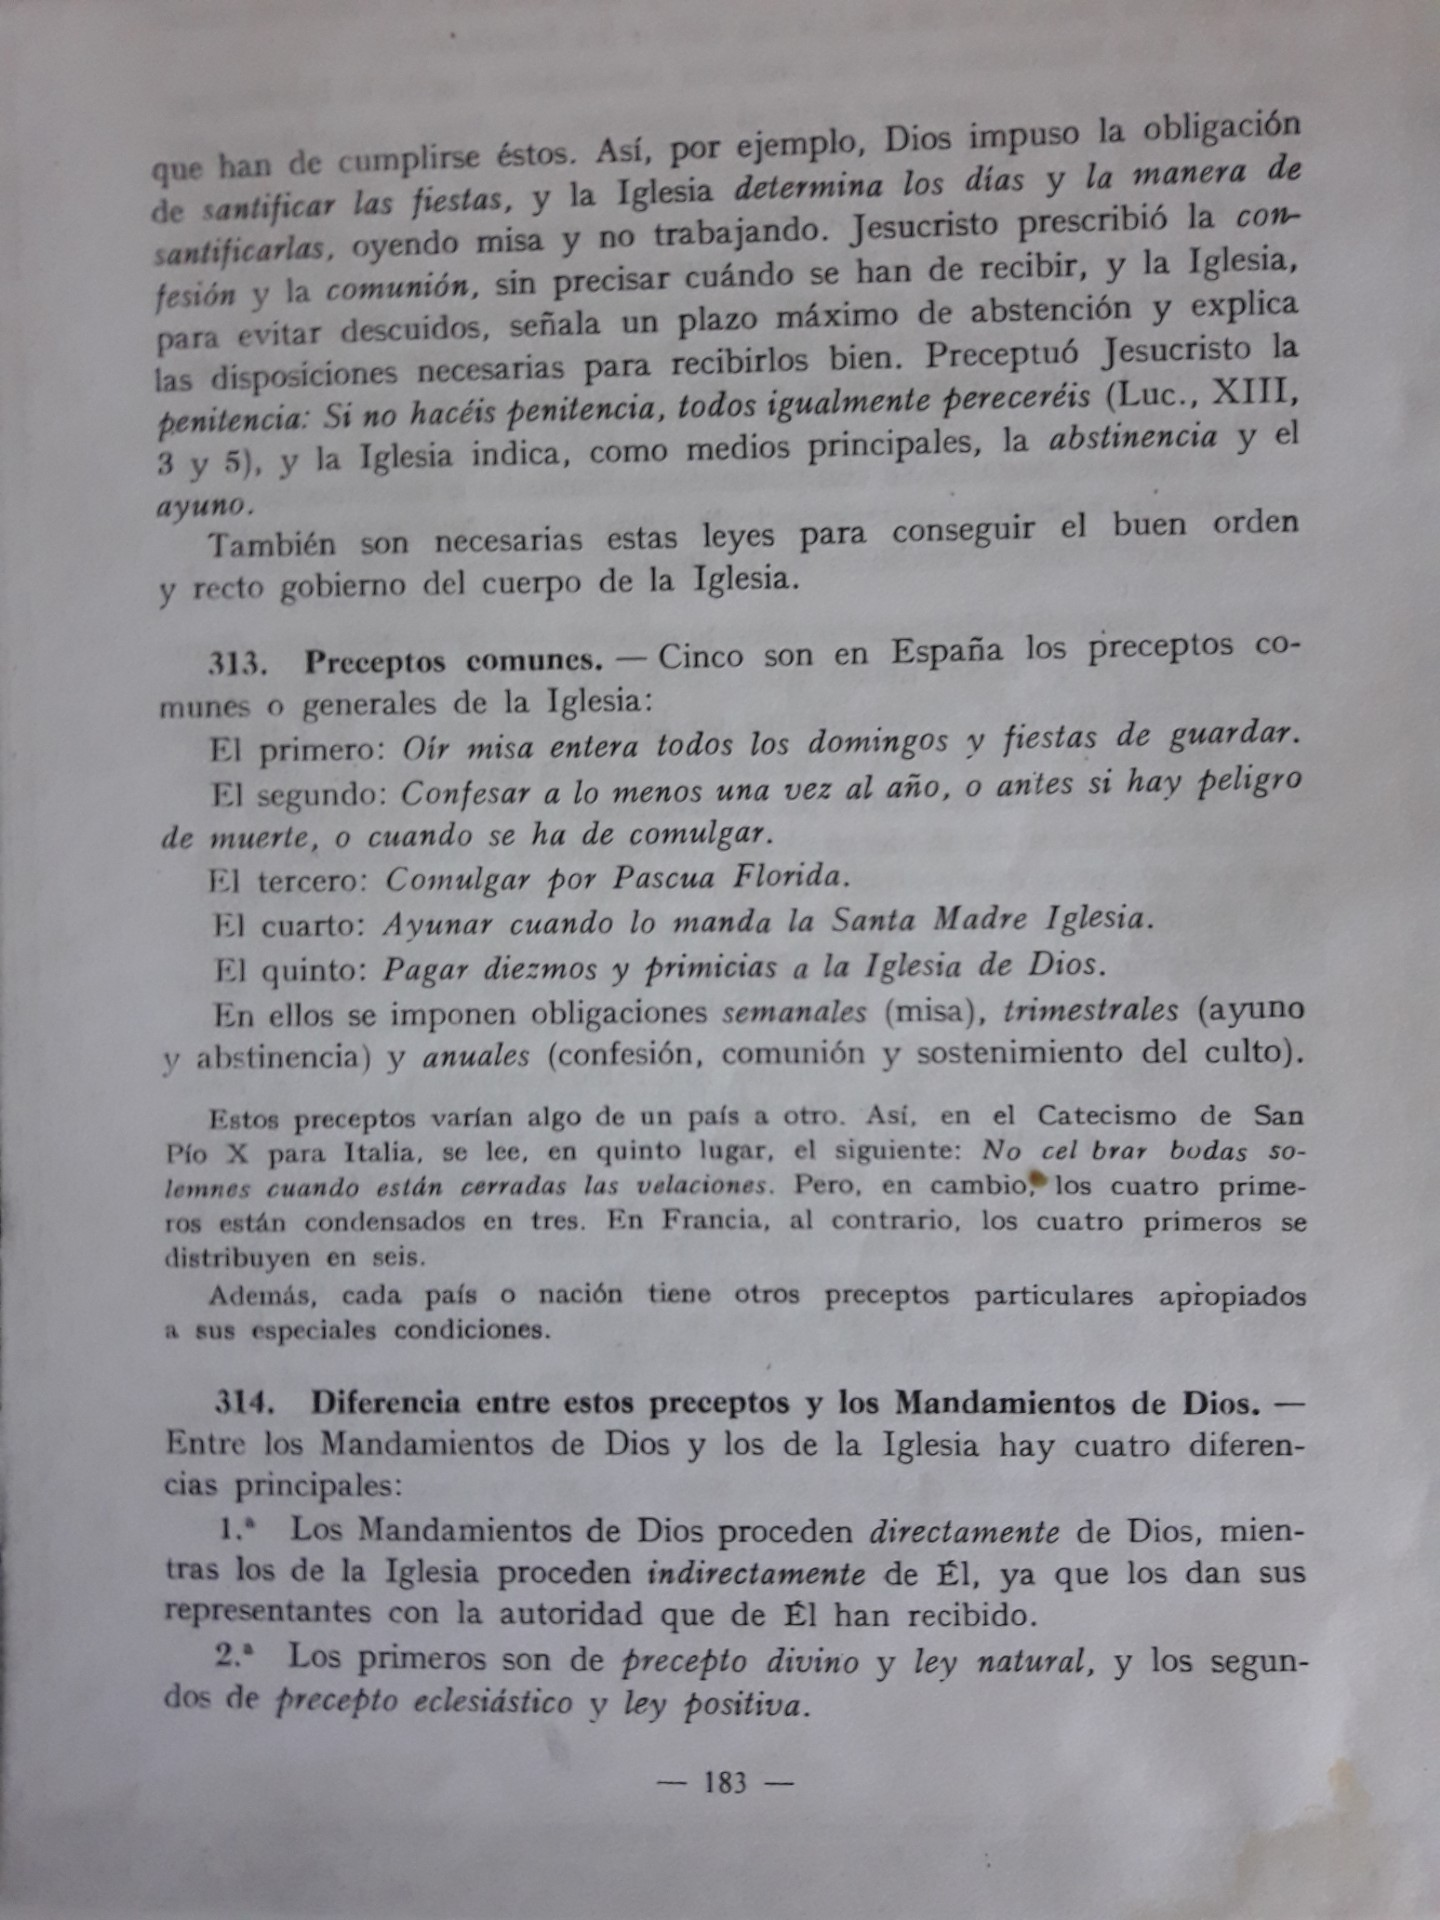 que han de cumplirse éstos. Así, por ejemplo, Dios impuso la obligación
de santificar las fiestas, y la Iglesia determina los días y la manera de
santificarlas, oyendo misa y no trabajando. Jesucristo prescribió la con-
fesión y la comunión, sin precisar cuándo se han de recibir, y la Iglesia,
para evitar descuidos, señala un plazo máximo de abstención y explica
las disposiciones necesarias para recibirlos bien. Preceptuó Jesucristo la
penitencia: Si no hacéis penitencia, todos igualmente pereceréis (Luc., XIII,
3 y 5), y la Iglesia indica, como medios principales, la abstinencia y el
ayuno.
También son necesarias estas leyes para conseguir el buen orden
y recto gobierno del cuerpo de la Iglesia.
313. Preceptos comunes. — Cinco son en España los preceptos co-
munes o generales de la Iglesia:
El primero: Oír misa entera todos los domingos y fiestas de guardar.
El segundo: Confesar a lo menos una vez al año, o antes si hay peligro
de muerte, o cuando se ha de comulgar.
El tercero: Comulgar por Pascua Florida.
El cuarto: Ayunar cuando lo manda la Santa Madre Iglesia.
El quinto: Pagar diezmos y primicias a la Iglesia de Dios.
En ellos se imponen obligaciones semanales (misa), trimestrales (ayuno
y abstinencia) y anuales (confesión, comunión y sostenimiento del culto).
Estos preceptos varían algo de un país a otro. Así, en el Catecismo de San
Pío X para Italia, se lee, en quinto lugar, el siguiente: No cel brar bodas so-
lemnes cuando están cerradas las velaciones. Pero, en cambio, los cuatro prime-
ros están condensados en tres. En Francia, al contrario, los cuatro primeros se
distribuyen en seis.
Además, cada país o nación tiene otros preceptos particulares apropiados
a sus especiales condiciones.
314. Diferencia entre estos preceptos y los Mandamientos de Dios. —
Entre los Mandamientos de Dios y los de la Iglesia hay cuatro diferen-
cias principales:
1.ª Los Mandamientos de Dios proceden directamente de Dios, mien-
tras los de la Iglesia proceden indirectamente de Él, ya que los dan sus
representantes con la autoridad que de Él han recibido.
2.ª Los primeros son de precepto divino y ley natural, y los segun-
dos de precepto eclesiástico y ley positiva.
— 183 —